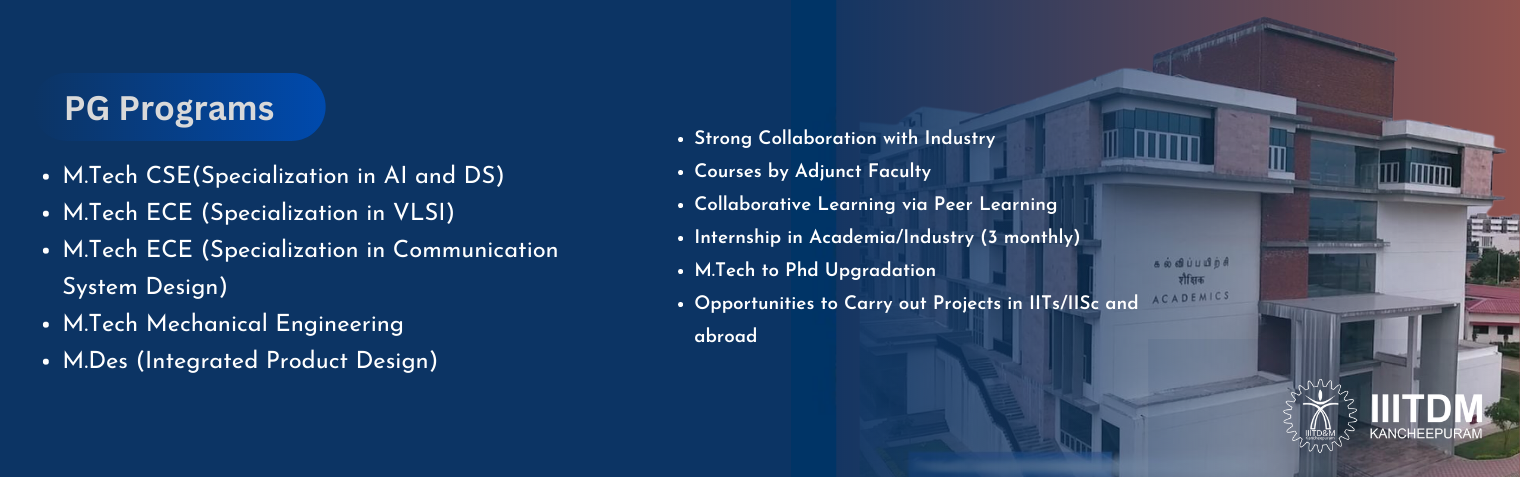 PG Programs
M.Tech CSE(Specialization in AI and DS)
M.Tech ECE (Specialization in VLSI)
M.Tech ECE (Specialization in Communication
System Design)
M.Tech Mechanical Engineering
M.Des (Integrated Product Design)
Strong Collaboration with Industry
Courses by Adjunct Faculty
Collaborative Learning via Peer Learning
Internship in Academia/Industry (3 monthly)
M.Tech to Phd Upgradation
Opportunities to Carry out Projects in IITs/IISc and
abroad
கல்விப்பயிற்சி
शैक्षिक
ACADEMICS
IIITD&M
Kancheepuram
IIITDM
KANCHEEPURAM